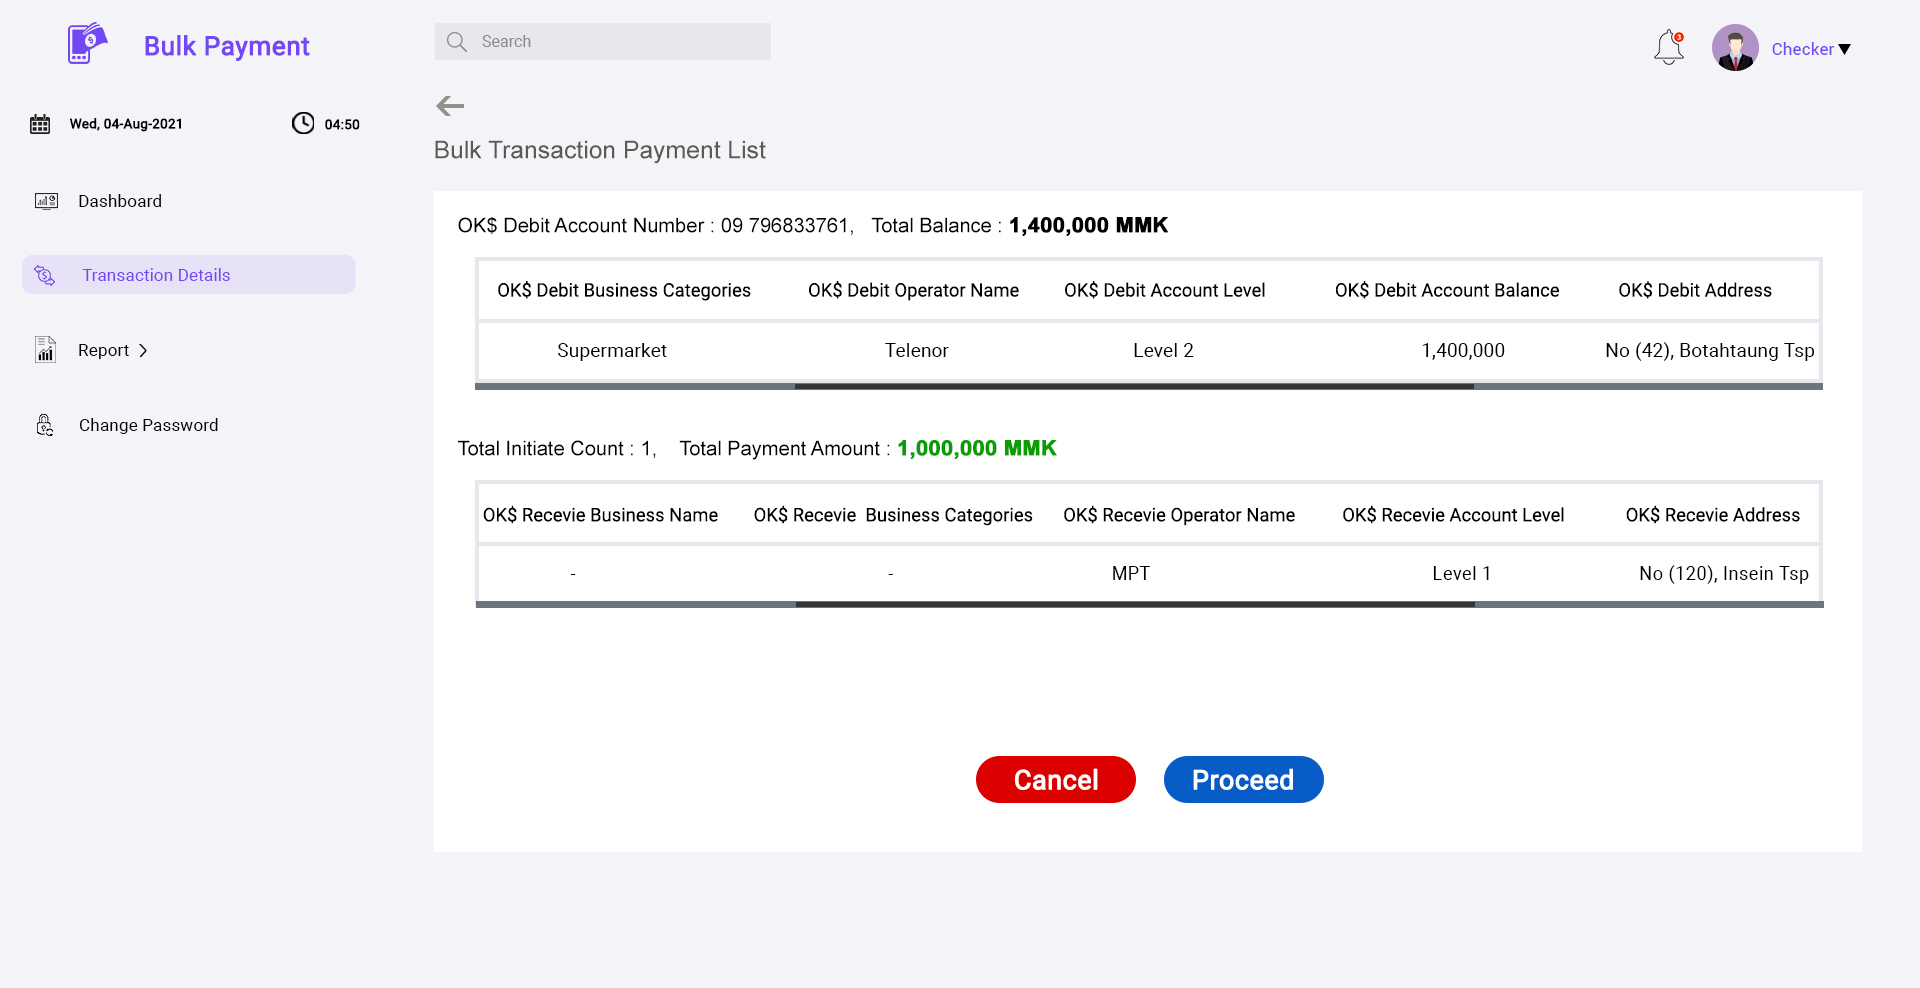 Bulk Payment
Search
3
Checker
Wed, 04-Aug-2021
04:50
Bulk Transaction Payment List
Dashboard
Transaction Details
Report
Change Password
OK$ Debit Account Number : 09 796833761, Total Balance : 1,400,000 MMK
OK$ Debit Business Categories OK$ Debit Operator Name OK$ Debit Account Level OK$ Debit Account Balance OK$ Debit Address
Supermarket Telenor Level 2 1,400,000 No (42), Botahtaung Tsp
Total Initiate Count : 1, Total Payment Amount : 1,000,000 MMK
OK$ Recevie Business Name OK$ Recevie Business Categories OK$ Recevie Operator Name OK$ Recevie Account Level OK$ Recevie Address
- - MPT Level 1 No (120), Insein Tsp
Cancel Proceed